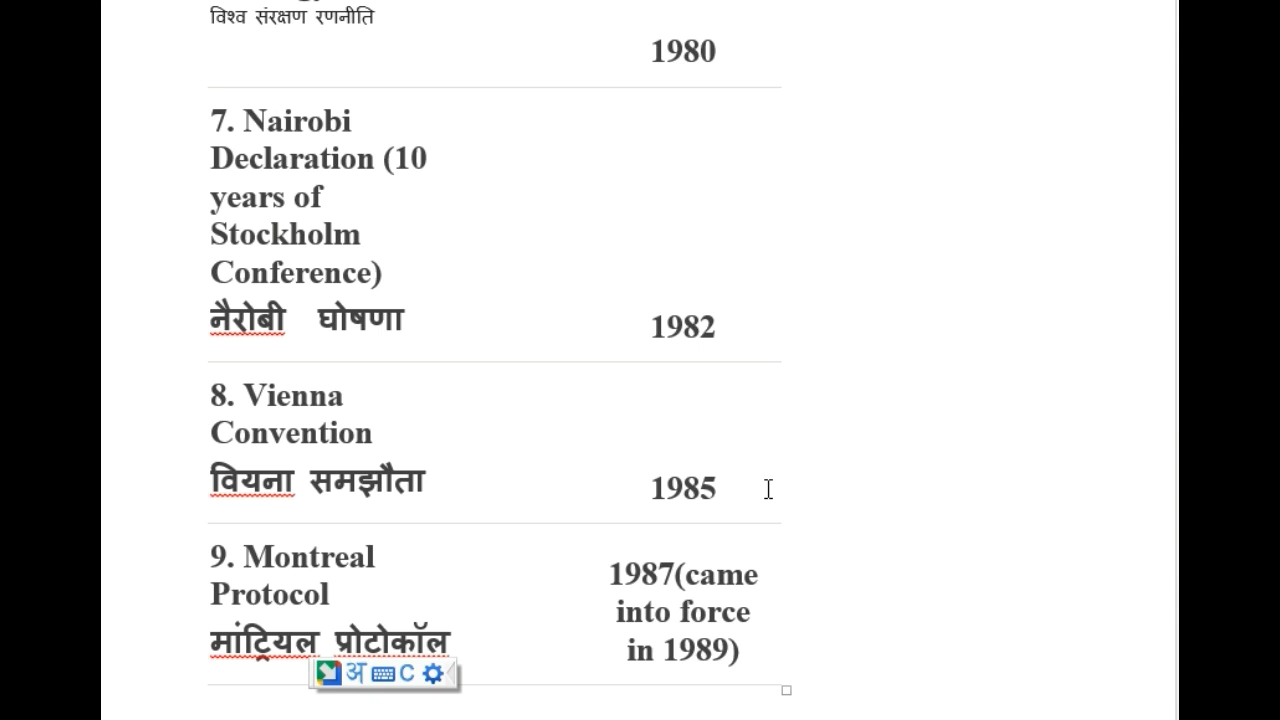 विश्व संरक्षण रणनीति
1980
7. Nairobi
Declaration (10
years of
Stockholm
Conference)
नैरोबी घोषणा
1982
8. Vienna
Convention
वियना समझौता
1985
9. Montreal
Protocol
मांट्रियल प्रोटोकॉल
1987(came
into force
in 1989)
अ
C